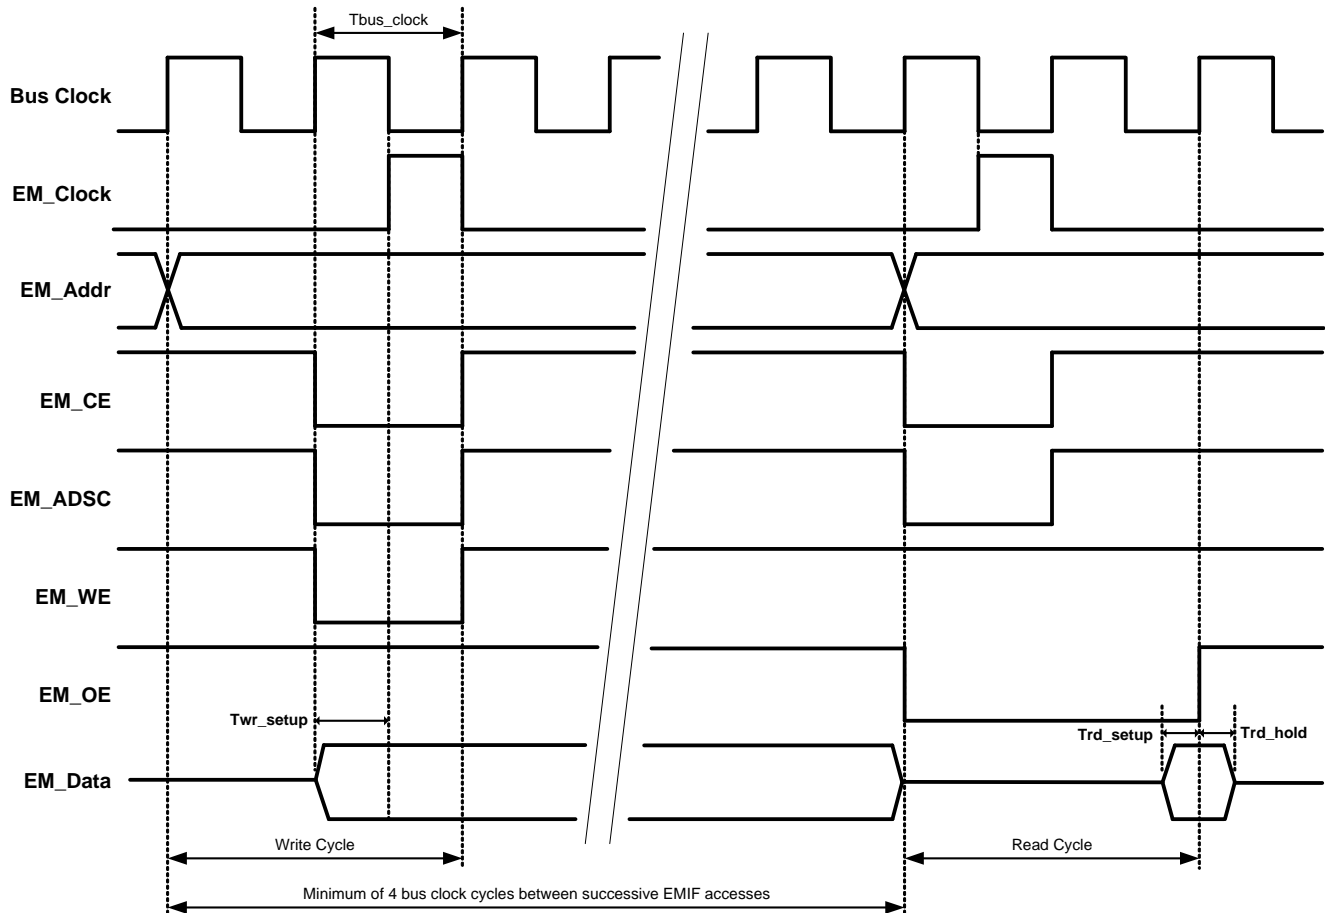 Tbus_clock
Bus Clock
EM_Clock
EM_Addr
EM_CE
EM_ADSC
EM_WE
EM_OE
Twr_setup
Trd_setup
Trd_hold
EM_Data
Write Cycle
Read Cycle
Minimum of 4 bus clock cycles between successive EMIF accesses